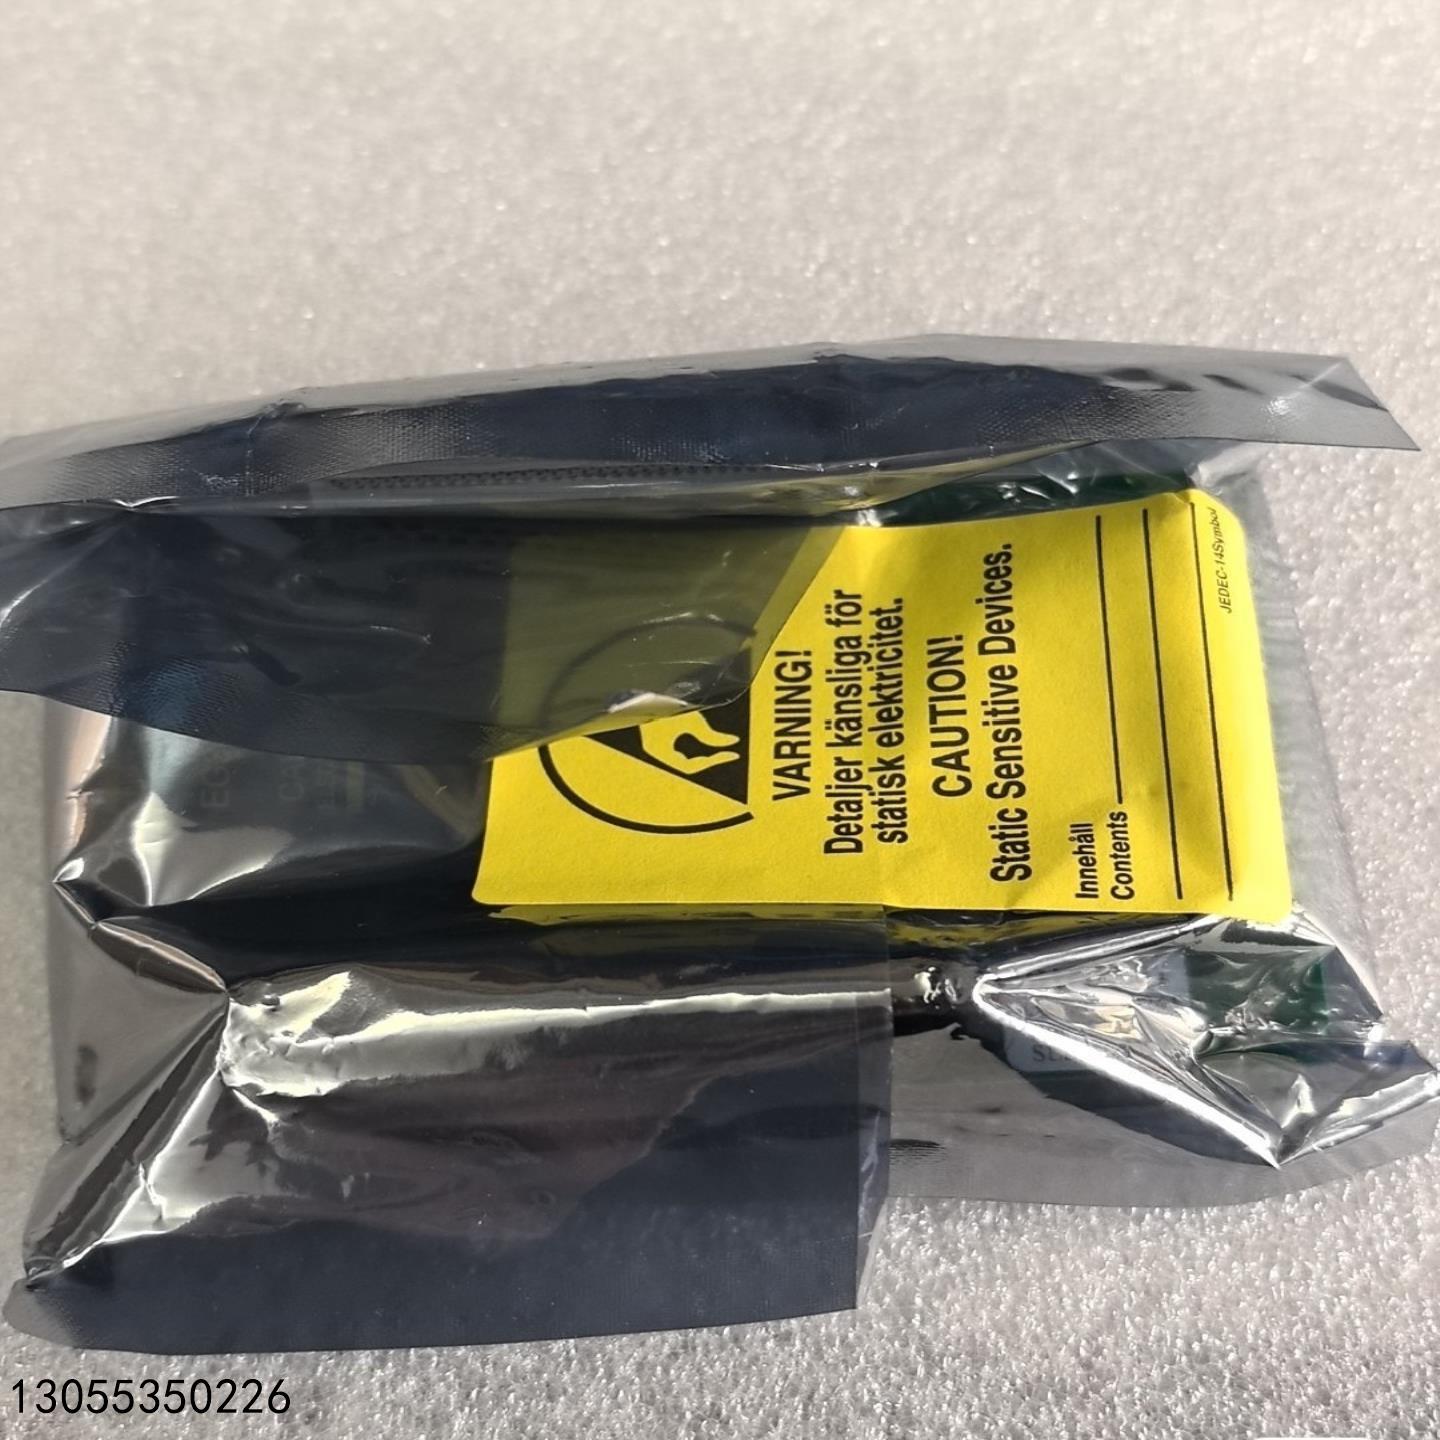 VARNING!
Detaljer känsliga för
statisk elektricitet.
CAUTION!
Static Sensitive Devices.
Innehåll
Contents
JEDEC-14Symbol
13055350226